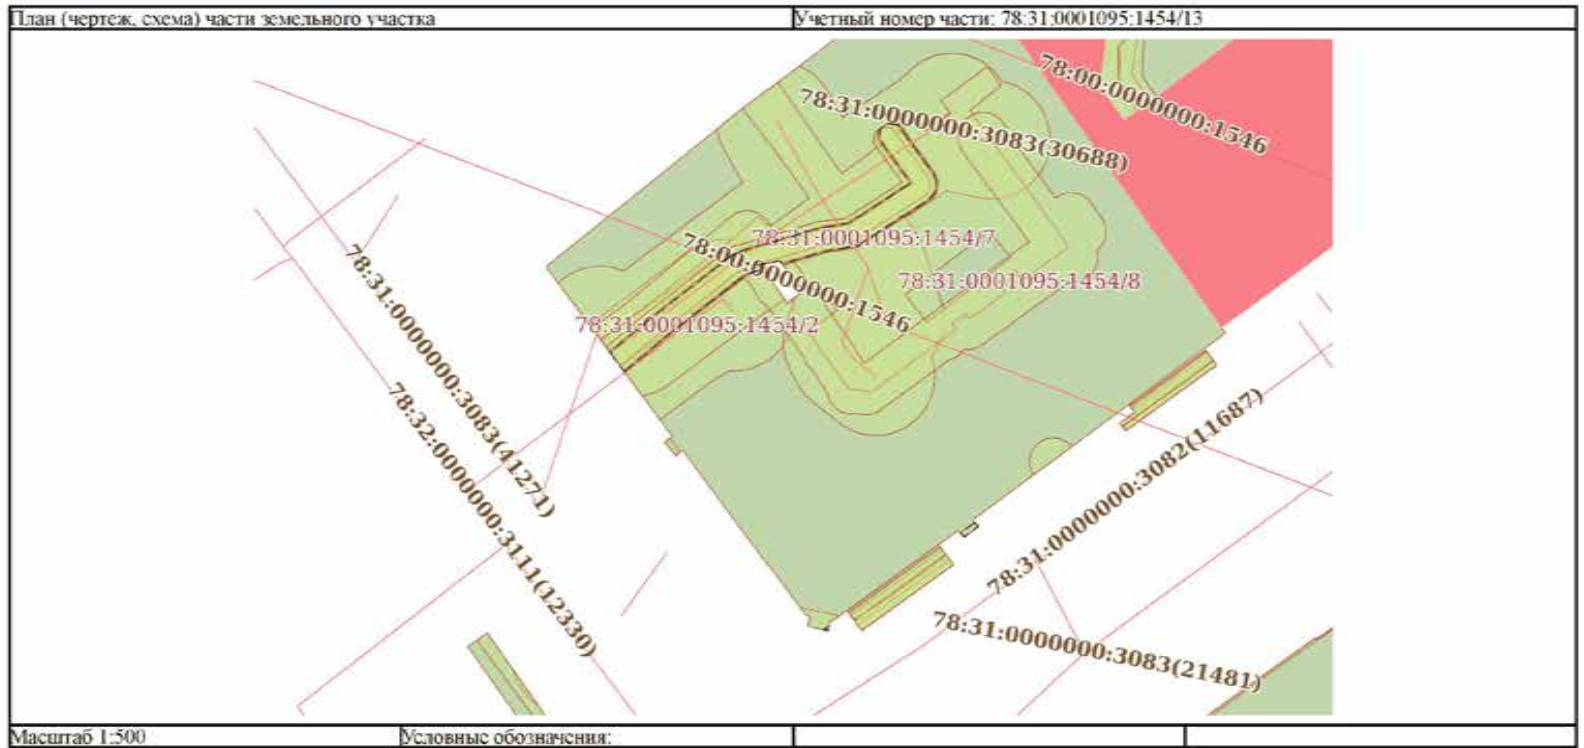 План (чертеж, схема) части земельного участка
Учетный номер части: 78:31:0001095:1454/13
78:00:0000000:1546
78:31:0000000:3083(30688)
78:31:0001095:1454/7
78:00:0000000:1546
78:31:0001095:1454/8
78:31:0001095:1454/2
78:31:0000000:3083(41271)
78:32:0000000:3111(12330)
78:31:0000000:3082(11687)
78:31:0000000:3083(21481)
Масштаб 1:500
Условные обозначения: